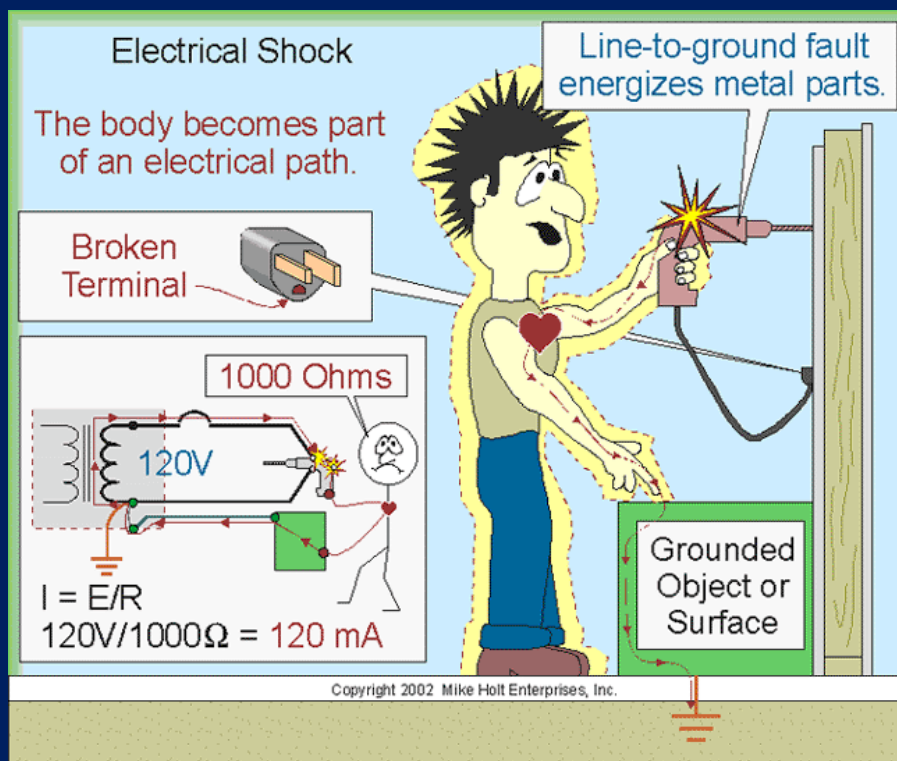 Electrical Shock
The body becomes part
of an electrical path.
Line-to-ground fault
energizes metal parts.
Broken
Terminal
1000 Ohms
120V
I = E/R
120V/1000Ω = 120 mA
Grounded
Object or
Surface
Copyright 2002 Mike Holt Enterprises, Inc.